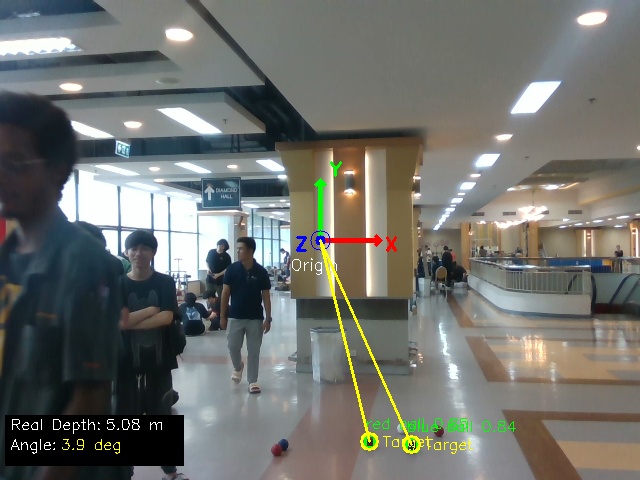 DIAMOND
HALL
Y
Z
X
Origin
0.84
Target
Target
Real Depth: 5.08 m
Angle: 3.9 deg